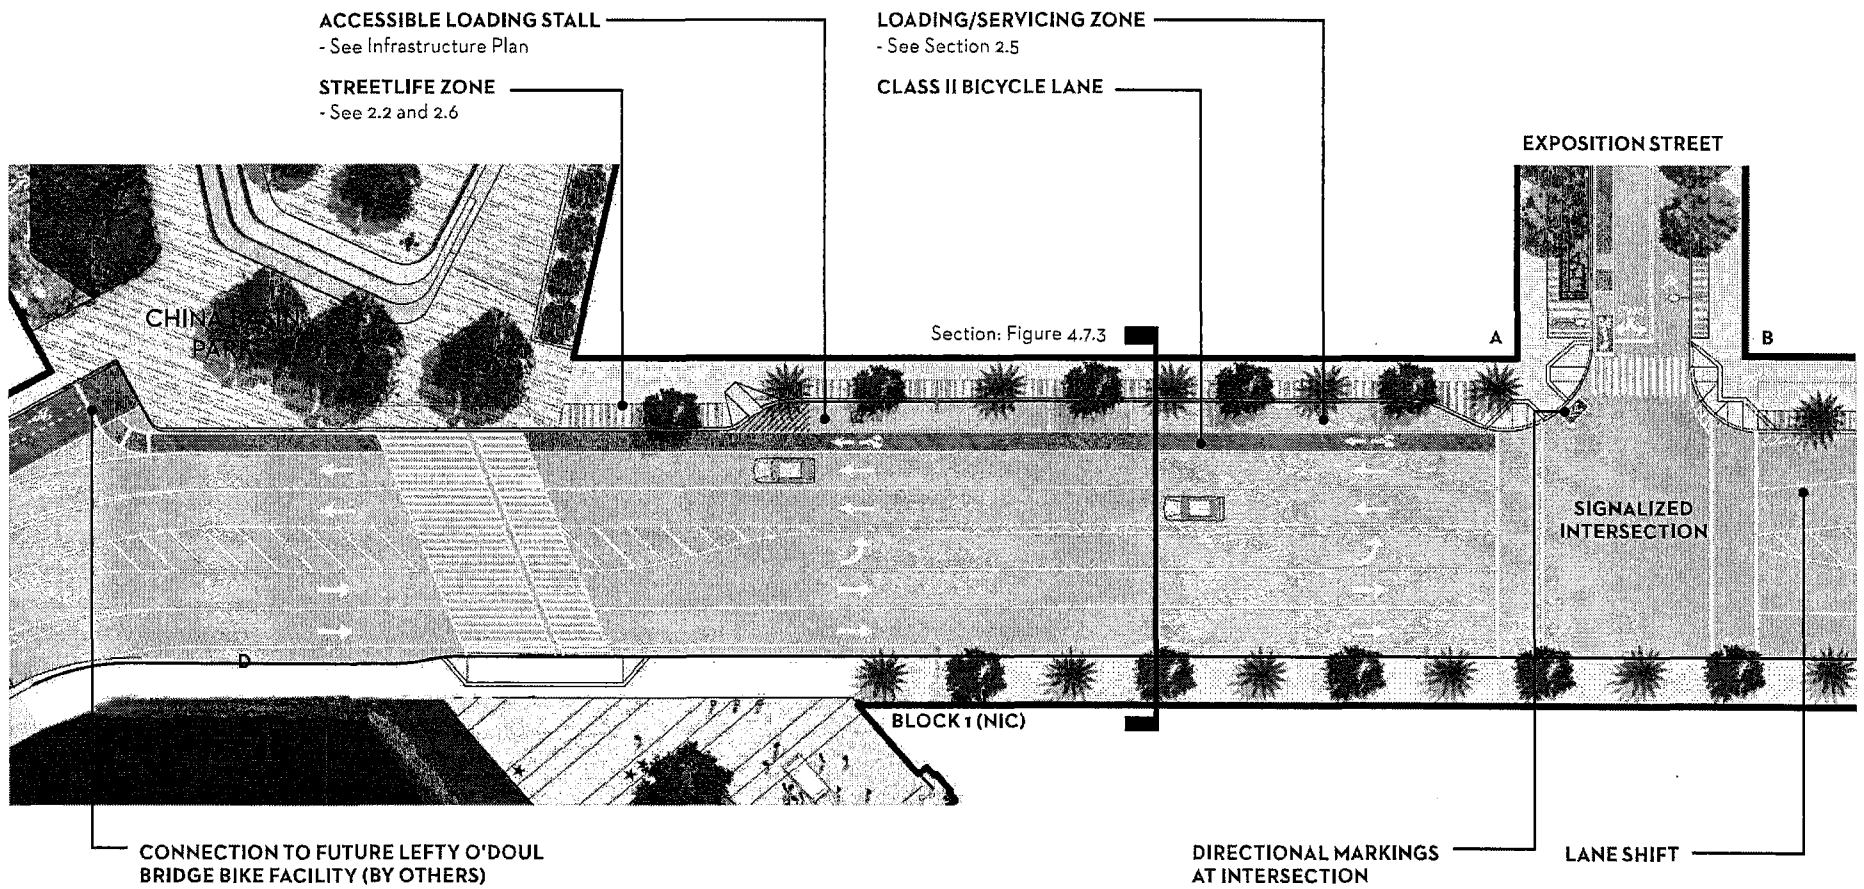 ACCESSIBLE LOADING STALL
- See Infrastructure Plan
STREETLIFE ZONE
- See 2.2 and 2.6
LOADING/SERVICING ZONE
- See Section 2.5
CLASS II BICYCLE LANE
EXPOSITION STREET
CHINA
PARK
Section: Figure 4.7.3
A
B
SIGNALIZED
INTERSECTION
D
BLOCK 1 (NIC)
CONNECTION TO FUTURE LEFTY O'DOUL
BRIDGE BIKE FACILITY (BY OTHERS)
DIRECTIONAL MARKINGS
AT INTERSECTION
LANE SHIFT